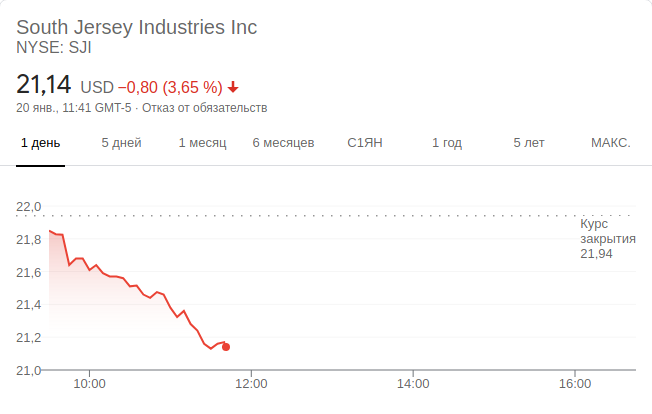 South Jersey Industries Inc
NYSE: SJI
21,14 USD −0,80 (3,65 %)
20 янв., 11:41 GMT-5 · Отказ от обязательств
1 день 5 дней 1 месяц 6 месяцев С1ЯН 1 год 5 лет МАКС.
22,0
Курс
закрытия
21,94
21,8
21,6
21,4
21,2
21,0
10:00 12:00 14:00 16:00